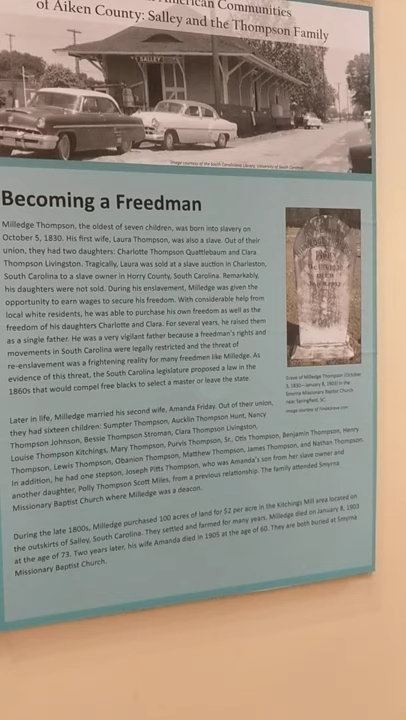 American Communities
of Aiken County: Salley and the Thompson Family
SALLEY
Image courtesy of the South Caroliniana Library, University of South Carolina
Becoming a Freedman
Milledge Thompson, the oldest of seven children, was born into slavery on
October 5, 1830. His first wife, Laura Thompson, was also a slave. Out of their
union, they had two daughters: Charlotte Thompson Quattlebaum and Clara
Thompson Livingston. Tragically, Laura was sold at a slave auction in Charleston,
South Carolina to a slave owner in Horry County, South Carolina. Remarkably,
his daughters were not sold. During his enslavement, Milledge was given the
opportunity to earn wages to secure his freedom. With considerable help from
local white residents, he was able to purchase his own freedom as well as the
freedom of his daughters Charlotte and Clara. For several years, he raised them
as a single father. He was a very vigilant father because a freedman's rights and
movements in South Carolina were legally restricted and the threat of
re-enslavement was a frightening reality for many freedmen like Milledge. As
evidence of this threat, the South Carolina legislature proposed a law in the
1860s that would compel free blacks to select a master or leave the state.
Grave of Milledge Thompson (October
5, 1830–January 8, 1903) in the
Smyrna Missionary Baptist Church
near Springfield, SC.
Image courtesy of
Later in life, Milledge married his second wife, Amanda Friday. Out of their union,
they had sixteen children: Sumpter Thompson, Aucklin Thompson Hunt, Nancy
Thompson Johnson, Bessie Thompson Stroman, Clara Thompson Livingston,
Louise Thompson Kitchings, Mary Thompson, Purvis Thompson, Sr., Otis Thompson, Benjamin Thompson, Henry
Thompson, Lewis Thompson, Obanion Thompson, Matthew Thompson, James Thompson, and Nathan Thompson.
In addition, he had one stepson, Joseph Pitts Thompson, who was Amanda's son from her slave owner and
another daughter, Polly Thompson Scott Miles, from a previous relationship. The family attended Smyrna
Missionary Baptist Church where Milledge was a deacon.
During the late 1800s, Milledge purchased 100 acres of land for $2 per acre in the Kitchings Mill area located on
the outskirts of Salley, South Carolina. They settled and farmed for many years. Milledge died on January 8, 1903
at the age of 73. Two years later, his wife Amanda died in 1905 at the age of 60. They are both buried at Smyrna
Missionary Baptist Church.